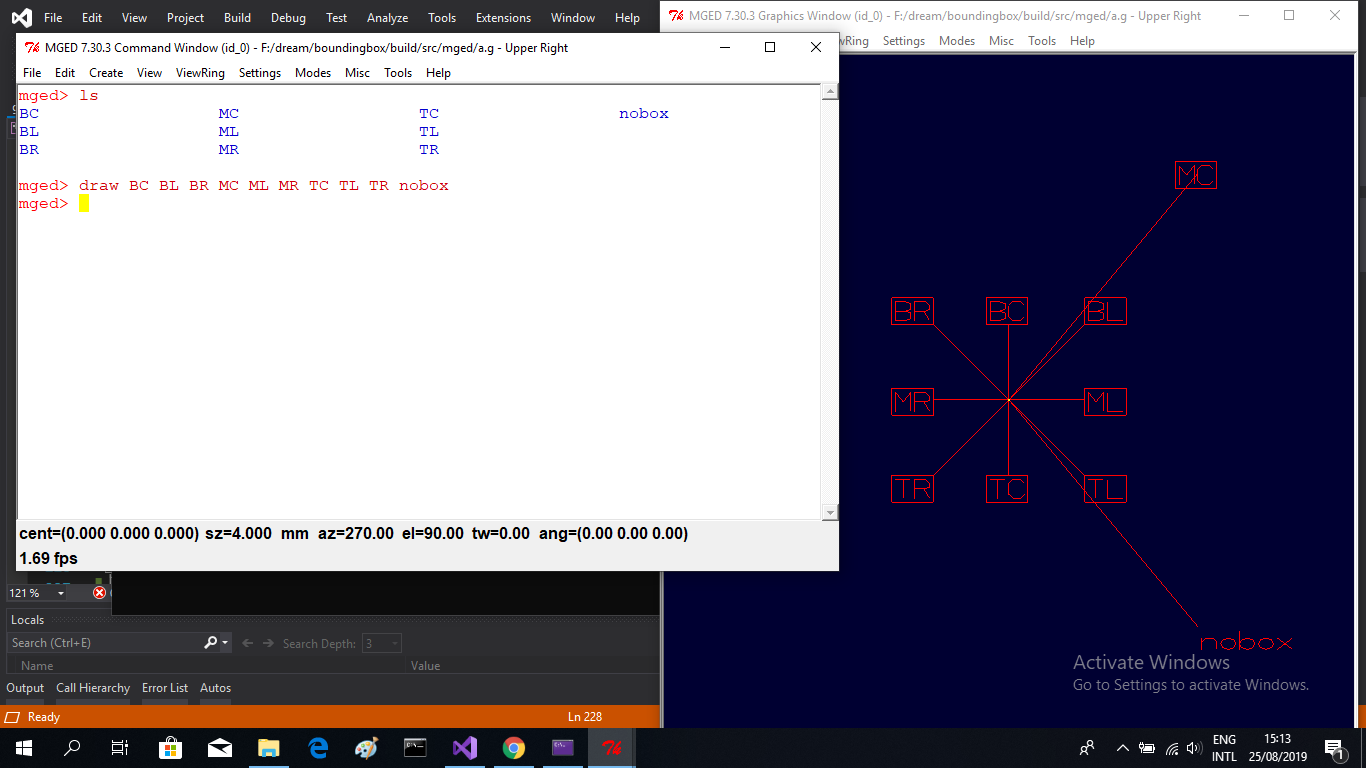 File Edit View Project Build Debug Test Analyze Tools Extensions Window Help
MGED 7.30.3 Graphics Window (id_0) - F:/dream/boundingbox/build/src/mged/a.g - Upper Right
MGED 7.30.3 Command Window (id_0) - F:/dream/boundingbox/build/src/mged/a.g - Upper Right
Settings Modes Misc Tools Help
File Edit Create View ViewRing Settings Modes Misc Tools Help
mged> ls
BC MC TC nobox
BL ML TL
BR MR TR
mged> draw BC BL BR MC ML MR TC TL TR nobox
mged>
MC
BR BC BL
MR ML
TR TC TL
nobox
cent=(0.000 0.000 0.000) sz=4.000 mm az=270.00 el=90.00 tw=0.00 ang=(0.00 0.00 0.00)
1.69 fps
121 %
Locals
Search (Ctrl+E) Search Depth: 3
Name Value
Output Call Hierarchy Error List Autos
Ready Ln 228
Activate Windows
Go to Settings to activate Windows.
ENG 15:13
INTL 25/08/2019
1